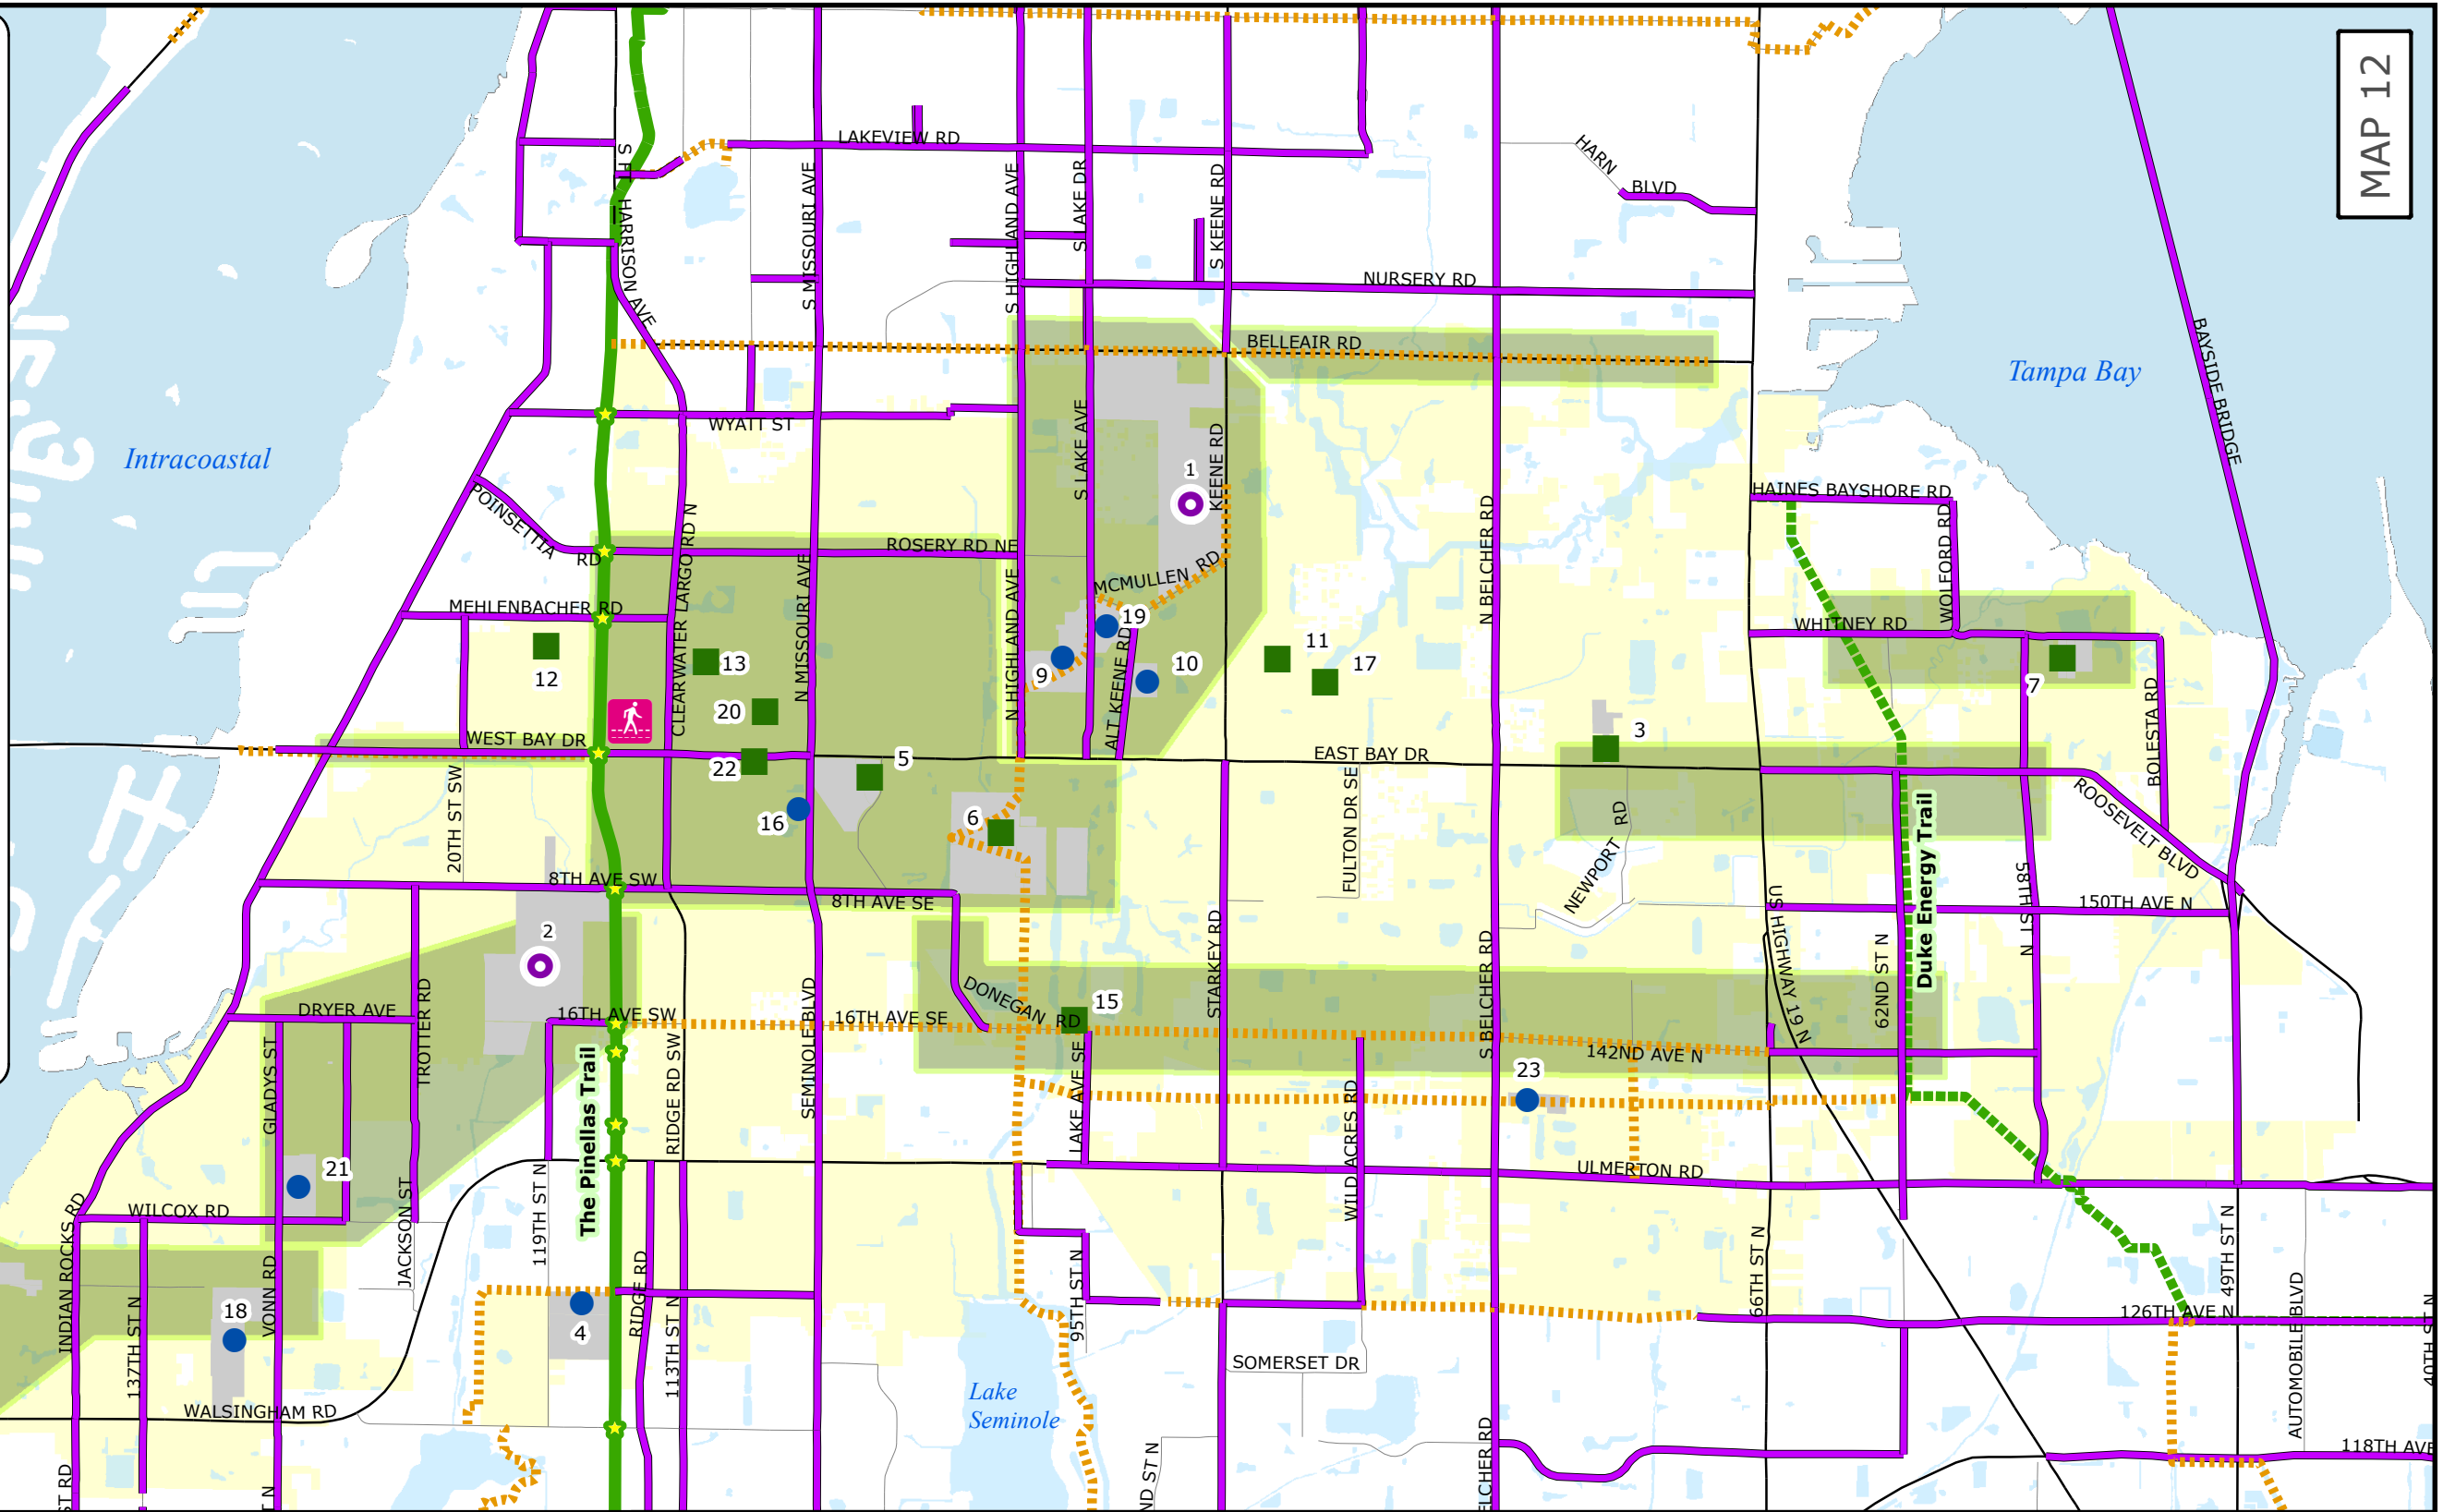 MAP 12
LAKEVIEW RD
HARN
BLVD
S FT HARRISON AVE
S MISSOURI AVE
S HIGHLAND AVE
S LAKE DR
S KEENE RD
NURSERY RD
BELLEAIR RD
BAYSIDE BRIDGE
Tampa Bay
Intracoastal
WYATT ST
S LAKE AVE
KEENE RD
1
POINSETTIA
RD
CLEARWATER LARGO RD N
ROSERY RD NE
N MISSOURI AVE
N HIGHLAND AVE
MCMULLEN RD
N BELCHER RD
HAINES BAYSHORE RD
WOLFORD RD
WHITNEY RD
MEHLENBACHER RD
12
13
20
19
9
10
ALT KEENE RD
11
17
3
7
BOLESTA RD
WEST BAY DR
22
5
EAST BAY DR
16
6
20TH ST SW
FULTON DR SE
NEWPORT RD
ROOSEVELT BLVD
Duke Energy Trail
58TH ST N
8TH AVE SW
8TH AVE SE
150TH AVE N
US HIGHWAY 19 N
62ND ST N
2
STARKEY RD
S BELCHER RD
DRYER AVE
TROTTER RD
16TH AVE SW
16TH AVE SE
DONEGAN RD
15
142ND AVE N
GLADYS ST
The Pinellas Trail
RIDGE RD SW
SEMINOLE BLVD
LAKE AVE SE
WILD ACRES RD
23
ULMERTON RD
21
WILCOX RD
INDIAN ROCKS RD
JACKSON ST
119TH ST N
VONN RD
137TH ST N
18
4
RIDGE RD
113TH ST N
95TH ST N
66TH ST N
49TH ST N
126TH AVE N
AUTOMOBILE BLVD
40TH ST N
SOMERSET DR
Lake
Seminole
WALSINGHAM RD
118TH AVE
ST RD
T N
ND ST N
ELCHER RD